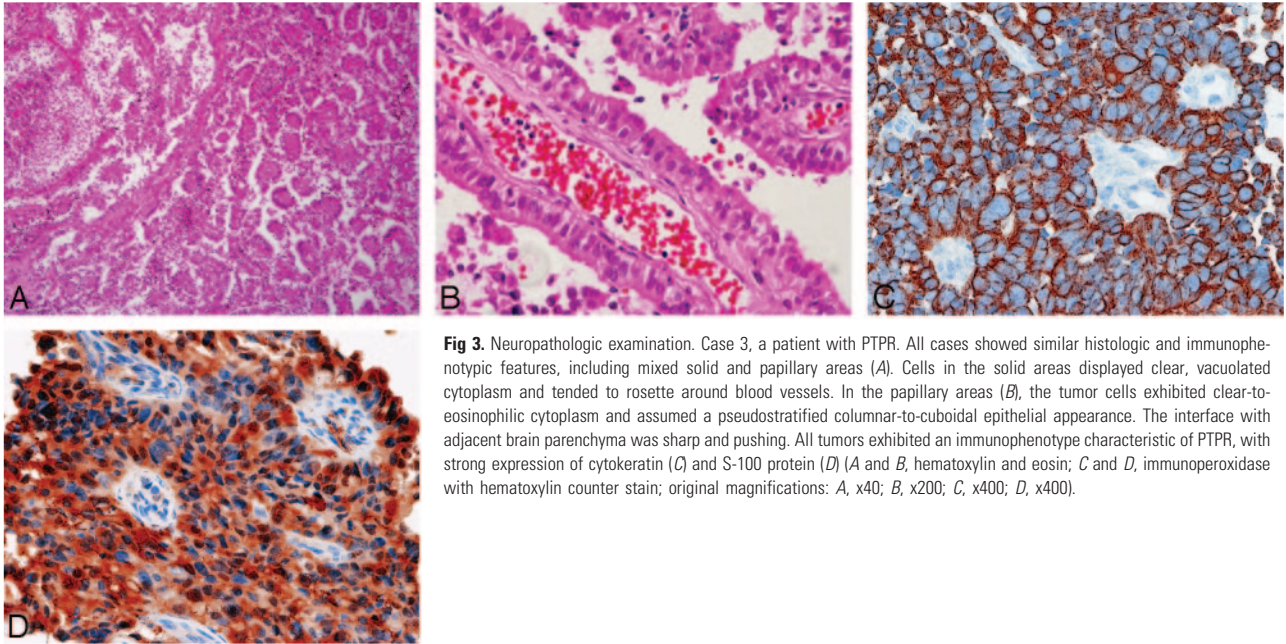 A
B
C
D
Fig 3. Neuropathologic examination. Case 3, a patient with PTPR. All cases showed similar histologic and immunophe-
notypic features, including mixed solid and papillary areas (A). Cells in the solid areas displayed clear, vacuolated
cytoplasm and tended to rosette around blood vessels. In the papillary areas (B), the tumor cells exhibited clear-to-
eosinophilic cytoplasm and assumed a pseudostratified columnar-to-cuboidal epithelial appearance. The interface with
adjacent brain parenchyma was sharp and pushing. All tumors exhibited an immunophenotype characteristic of PTPR, with
strong expression of cytokeratin (C) and S-100 protein (D) (A and B, hematoxylin and eosin; C and D, immunoperoxidase
with hematoxylin counter stain; original magnifications: A, x40; B, x200; C, x400; D, x400).